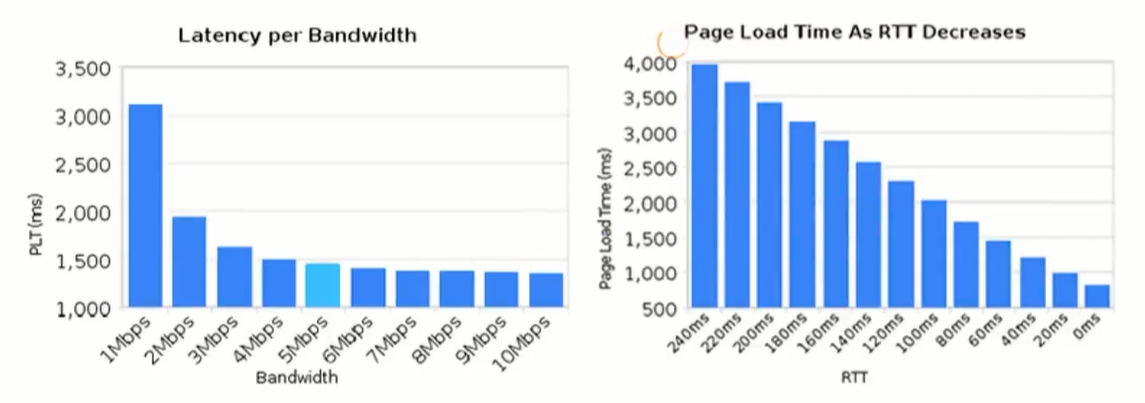 Latency per Bandwidth
3,500
3,000
2,500
2,000
1,500
1,000
PLT (ms)
1Mbps
2Mbps
3Mbps
4Mbps
5Mbps
6Mbps
7Mbps
8Mbps
9Mbps
10Mbps
Bandwidth
Page Load Time As RTT Decreases
4,000
3,500
3,000
2,500
2,000
1,500
1,000
500
Page Load Time (ms)
240ms
220ms
200ms
180ms
160ms
140ms
120ms
100ms
80ms
60ms
40ms
20ms
0ms
RTT